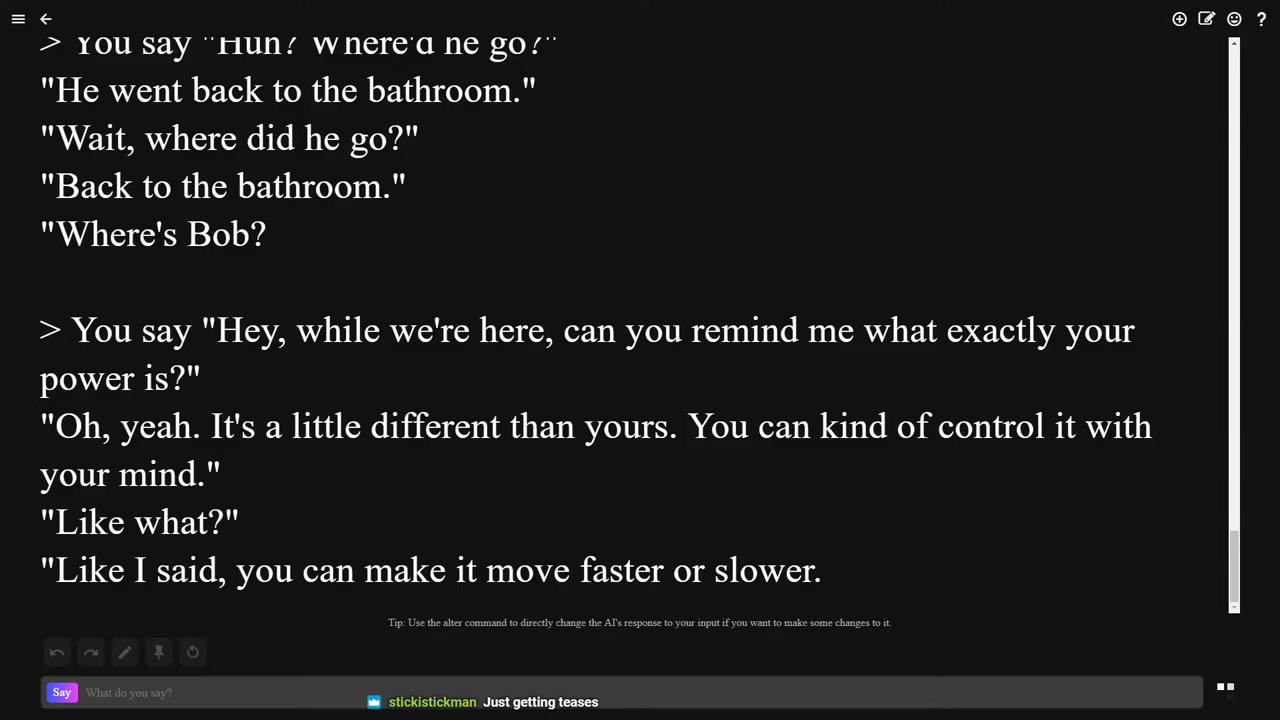 > You say "Huh? Where'd he go?"
"He went back to the bathroom."
"Wait, where did he go?"
"Back to the bathroom."
"Where's Bob?
> You say "Hey, while we're here, can you remind me what exactly your
power is?"
"Oh, yeah. It's a little different than yours. You can kind of control it with
your mind."
"Like what?"
"Like I said, you can make it move faster or slower.
Tip: Use the alter command to directly change the AI's response to your input if you want to make some changes to it.
Say What do you say?
stickistickman Just getting teases